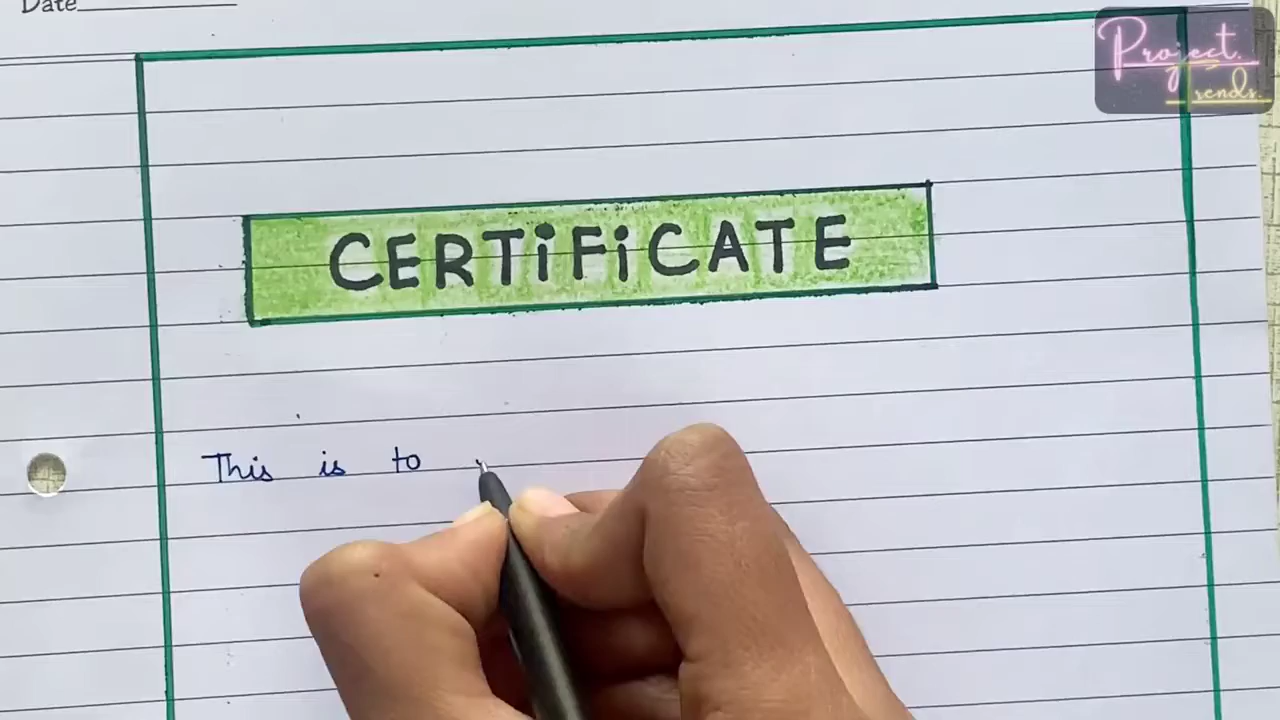 Date
Project.
Trends.
CERTiFiCATE
This is to